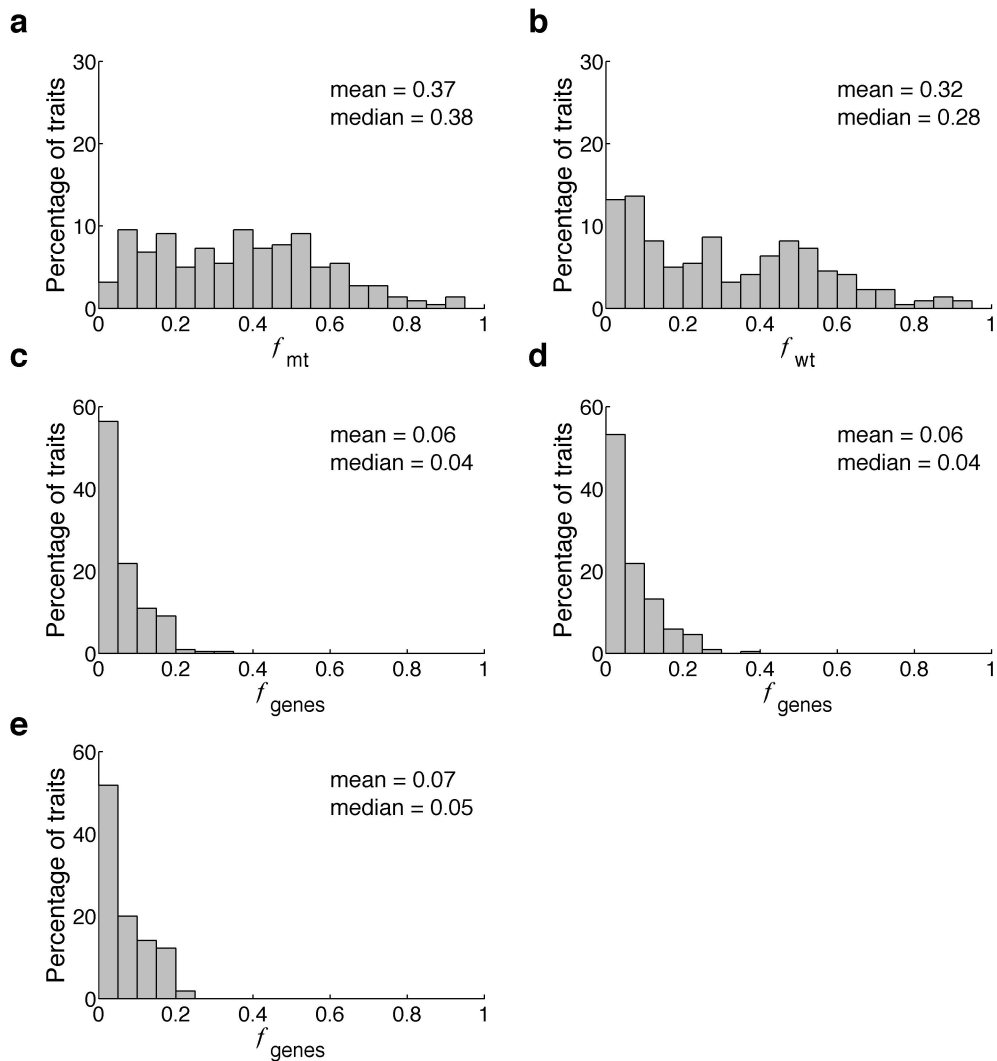 a
30
20
10
0
Percentage of traits
mean = 0.37
median = 0.38
0 0.2 0.4 0.6 0.8 1
f mt
b
30
20
10
0
Percentage of traits
mean = 0.32
median = 0.28
0 0.2 0.4 0.6 0.8 1
f wt
c
60
40
20
0
Percentage of traits
mean = 0.06
median = 0.04
0 0.2 0.4 0.6 0.8 1
f genes
d
60
40
20
0
Percentage of traits
mean = 0.06
median = 0.04
0 0.2 0.4 0.6 0.8 1
f genes
e
60
40
20
0
Percentage of traits
mean = 0.07
median = 0.05
0 0.2 0.4 0.6 0.8 1
f genes